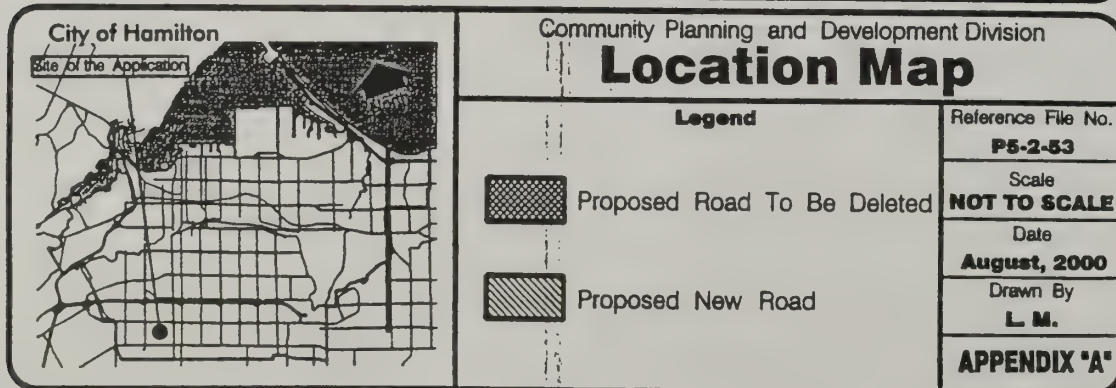 City of Hamilton
Site of the Application
Community Planning and Development Division
Location Map
Legend
Proposed Road To Be Deleted
Proposed New Road
Reference File No.
P5-2-53
Scale
NOT TO SCALE
Date
August, 2000
Drawn By
L. M.
APPENDIX "A"